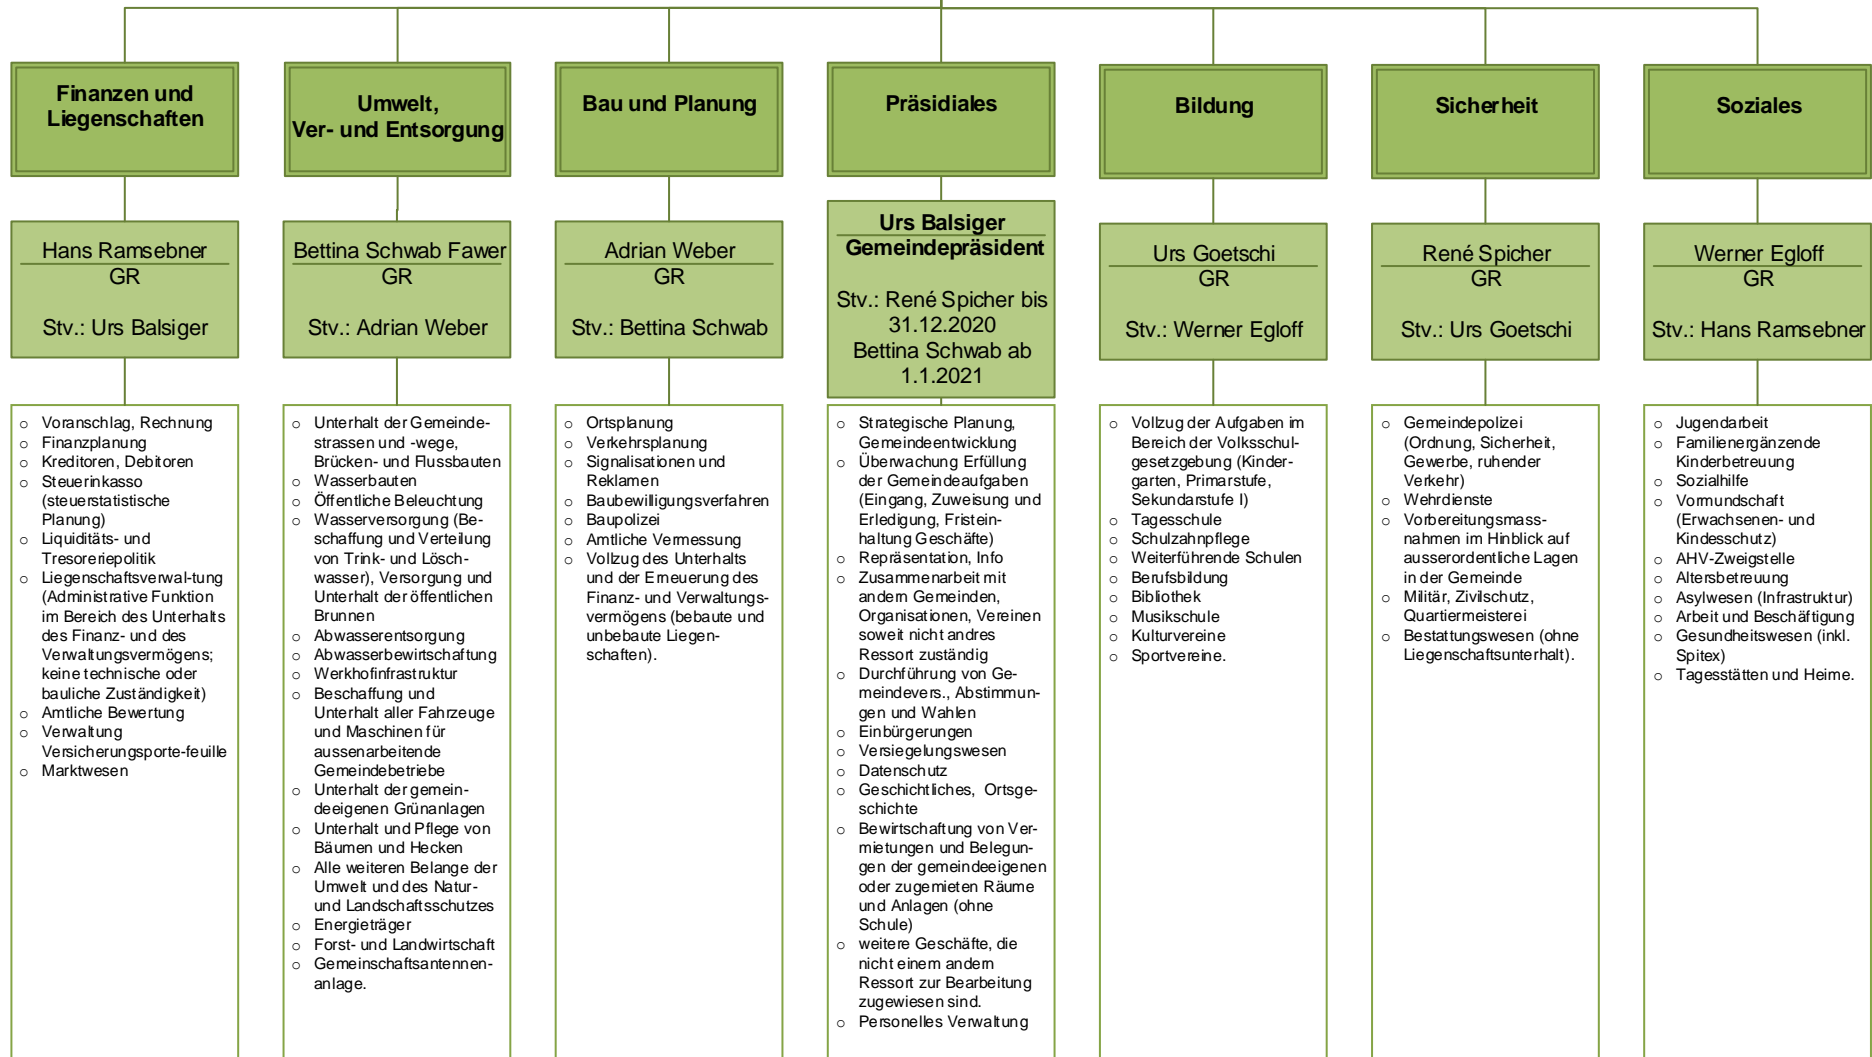 Finanzen und
Liegenschaften
Hans Ramsebner
GR
Stv.: Urs Balsiger
o Voranschlag, Rechnung
o Finanzplanung
o Kreditoren, Debitoren
o Steuerinkasso
(steuerstatistische
Planung)
o Liquiditäts- und
Tresoreriepolitik
o Liegenschaftsverwal-tung
(Administrative Funktion
im Bereich des Unterhalts
des Finanz- und des
Verwaltungsvermögens;
keine technische oder
bauliche Zuständigkeit)
o Amtliche Bewertung
o Verwaltung
Versicherungsporte-feuille
o Marktwesen
Umwelt,
Ver- und Entsorgung
Bettina Schwab Fawer
GR
Stv.: Adrian Weber
o Unterhalt der Gemeinde-
strassen und -wege,
Brücken- und Flussbauten
o Wasserbauten
o Öffentliche Beleuchtung
o Wasserversorgung (Be-
schaffung und Verteilung
von Trink- und Lösch-
wasser), Versorgung und
Unterhalt der öffentlichen
Brunnen
o Abwasserentsorgung
o Abwasserbewirtschaftung
o Werkhofinfrastruktur
o Beschaffung und
Unterhalt aller Fahrzeuge
und Maschinen für
aussenarbeitende
Gemeindebetriebe
o Unterhalt der gemein-
deeigenen Grünanlagen
o Unterhalt und Pflege von
Bäumen und Hecken
o Alle weiteren Belange der
Umwelt und des Natur-
und Landschaftsschutzes
o Energieträger
o Forst- und Landwirtschaft
o Gemeinschaftsantennen-
anlage.
Bau und Planung
Adrian Weber
GR
Stv.: Bettina Schwab
o Ortsplanung
o Verkehrsplanung
o Signalisationen und
Reklamen
o Baubewilligungsverfahren
o Baupolizei
o Amtliche Vermessung
o Vollzug des Unterhalts
und der Erneuerung des
Finanz- und Verwaltungs-
vermögens (bebaute und
unbebaute Liegen-
schaften).
Präsidiales
Urs Balsiger
Gemeindepräsident
Stv.: René Spicher bis
31.12.2020
Bettina Schwab ab
1.1.2021
o Strategische Planung,
Gemeindeentwicklung
o Überwachung Erfüllung
der Gemeindeaufgaben
(Eingang, Zuweisung und
Erledigung, Fristein-
haltung Geschäfte)
o Repräsentation, Info
o Zusammenarbeit mit
andern Gemeinden,
Organisationen, Vereinen
soweit nicht andres
Ressort zuständig
o Durchführung von Ge-
meindevers., Abstimmun-
gen und Wahlen
o Einbürgerungen
o Versiegelungswesen
o Datenschutz
o Geschichtliches, Ortsge-
schichte
o Bewirtschaftung von Ver-
mietungen und Belegun-
gen der gemeindeeigenen
oder zugemieten Räume
und Anlagen (ohne
Schule)
o weitere Geschäfte, die
nicht einem andern
Ressort zur Bearbeitung
zugewiesen sind.
o Personelles Verwaltung
Bildung
Urs Goetschi
GR
Stv.: Werner Egloff
o Vollzug der Aufgaben im
Bereich der Volksschul-
gesetzgebung (Kinder-
garten, Primarstufe,
Sekundarstufe I)
o Tagesschule
o Schulzahnpflege
o Weiterführende Schulen
o Berufsbildung
o Bibliothek
o Musikschule
o Kulturvereine
o Sportvereine.
Sicherheit
René Spicher
GR
Stv.: Urs Goetschi
o Gemeindepolizei
(Ordnung, Sicherheit,
Gewerbe, ruhender
Verkehr)
o Wehrdienste
o Vorbereitungsmass-
nahmen im Hinblick auf
ausserordentliche Lagen
in der Gemeinde
o Militär, Zivilschutz,
Quartiermeisterei
o Bestattungswesen (ohne
Liegenschaftsunterhalt).
Soziales
Werner Egloff
GR
Stv.: Hans Ramsebner
o Jugendarbeit
o Familienergänzende
Kinderbetreuung
o Sozialhilfe
o Vormundschaft
(Erwachsenen- und
Kindesschutz)
o AHV-Zweigstelle
o Altersbetreuung
o Asylwesen (Infrastruktur)
o Arbeit und Beschäftigung
o Gesundheitswesen (inkl.
Spitex)
o Tagesstätten und Heime.